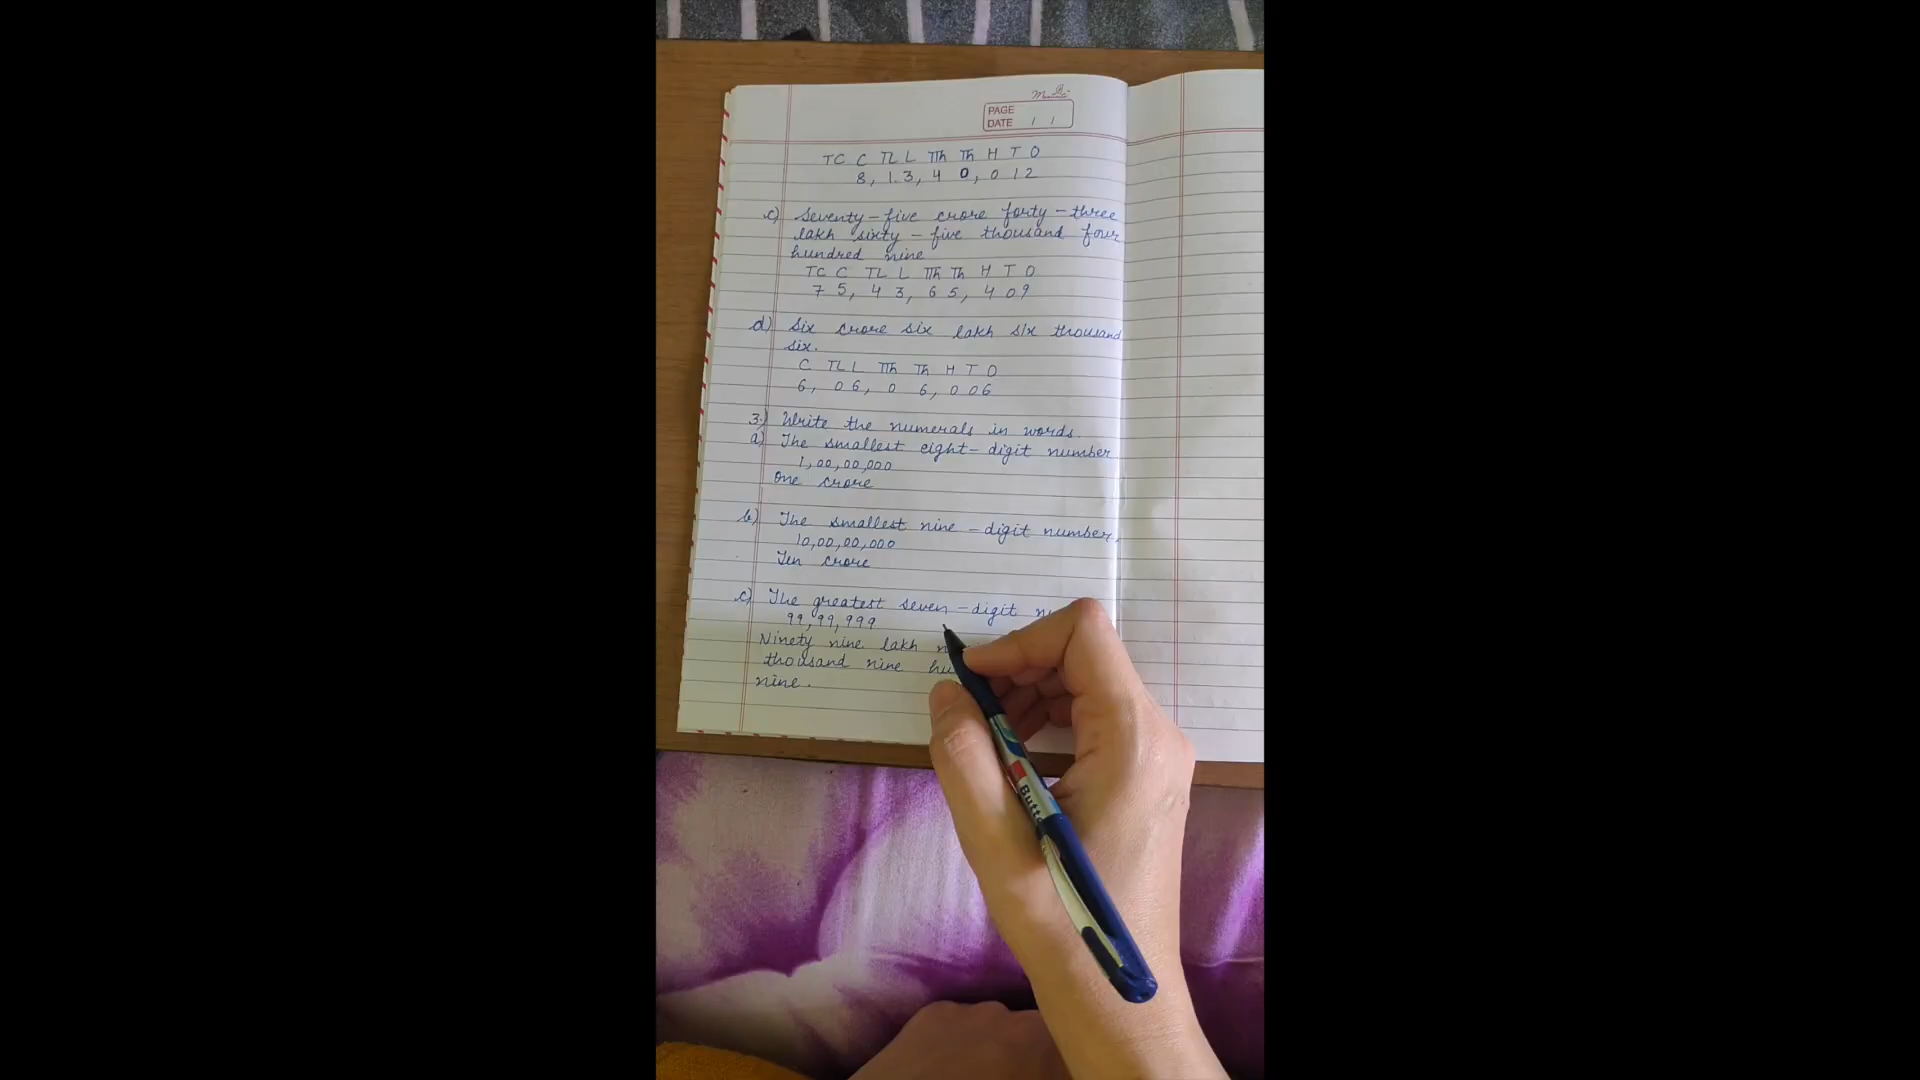 PAGE
DATE / /
TC C TL L TTh Th H T O
8, 1 3, 4 0, 0 1 2
c) Seventy-five crore forty-three
lakh sixty-five thousand four
hundred nine
TC C TL L TTh Th H T O
7 5, 4 3, 6 5, 4 0 9
d) Six crore six lakh six thousand
six.
C TL L TTh Th H T O
6, 0 6, 0 6, 0 0 6
3.) Write the numerals in words.
a) The smallest eight-digit number
1,00,00,000
One crore
b) The smallest nine-digit number,
10,00,00,000
Ten crore
c) The greatest seven-digit
99,99,999
Ninety nine lakh
thousand nine
nine.